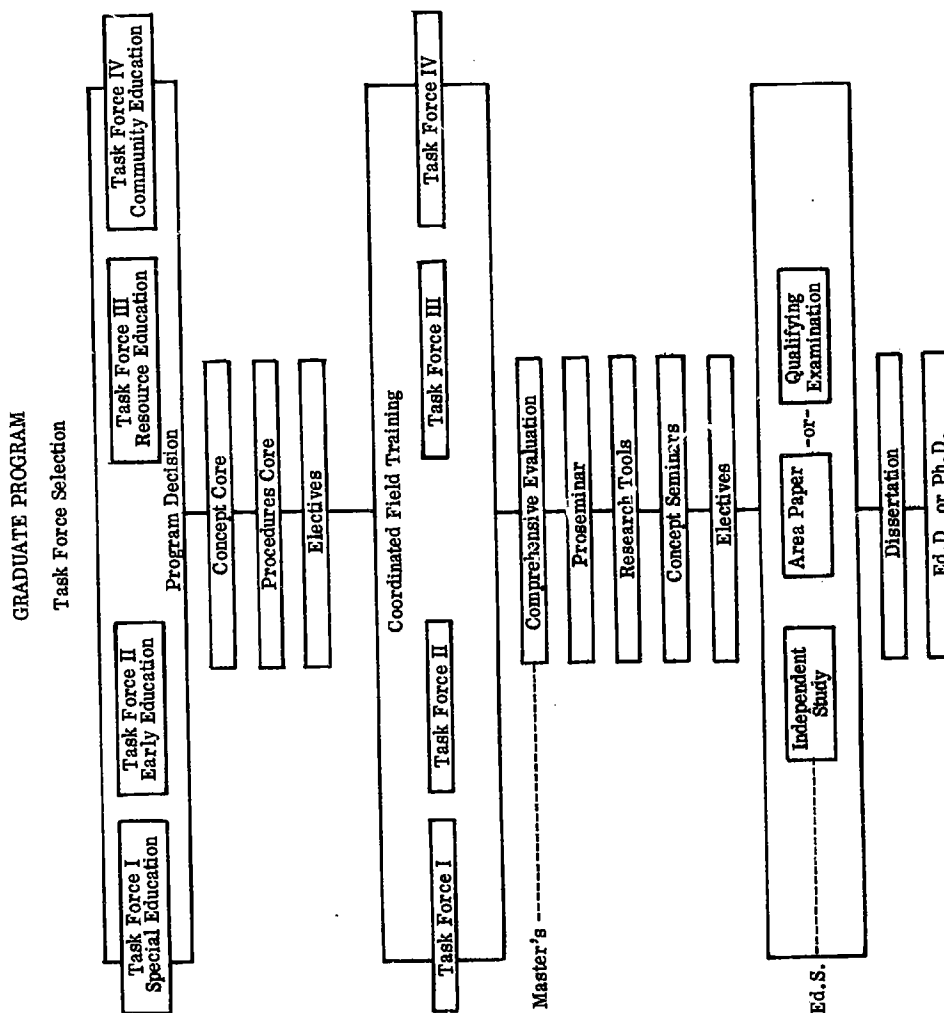 GRADUATE PROGRAM
Task Force Selection
Task Force I
Special Education
Task Force II
Early Education
Task Force III
Resource Education
Task Force IV
Community Education
Program Decision
Concept Core
Procedures Core
Electives
Coordinated Field Training
Task Force I
Task Force II
Task Force III
Task Force IV
Master's
Comprehensive Evaluation
Proseminar
Research Tools
Concept Seminars
Electives
Ed.S.
Independent
Study
Area Paper
-or-
Qualifying
Examination
Dissertation
Ed.D. or Ph.D.